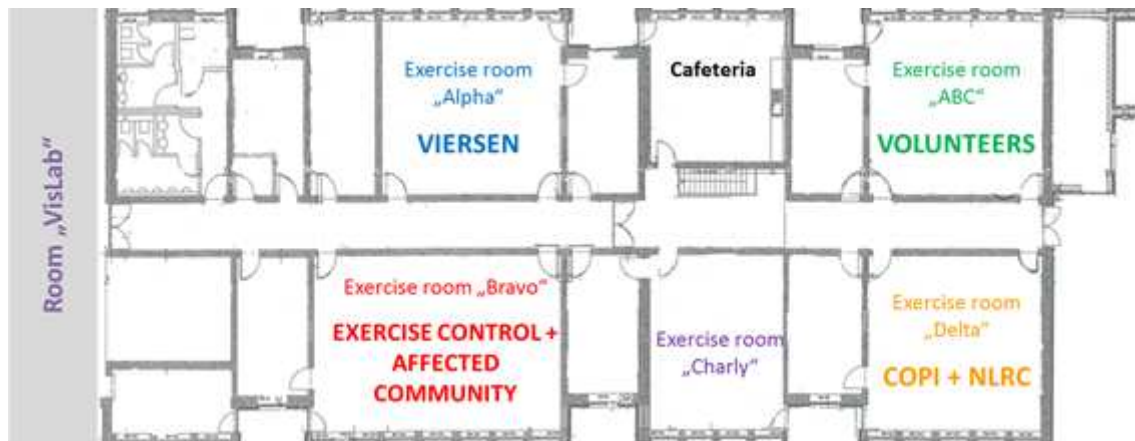 Room „VisLab"
Exercise room
„Alpha"
VIERSEN
Cafeteria
Exercise room
„ABC"
VOLUNTEERS
Exercise room „Bravo"
EXERCISE CONTROL +
AFFECTED
COMMUNITY
Exercise room
„Charly"
Exercise room
„Delta"
COPI + NLRC